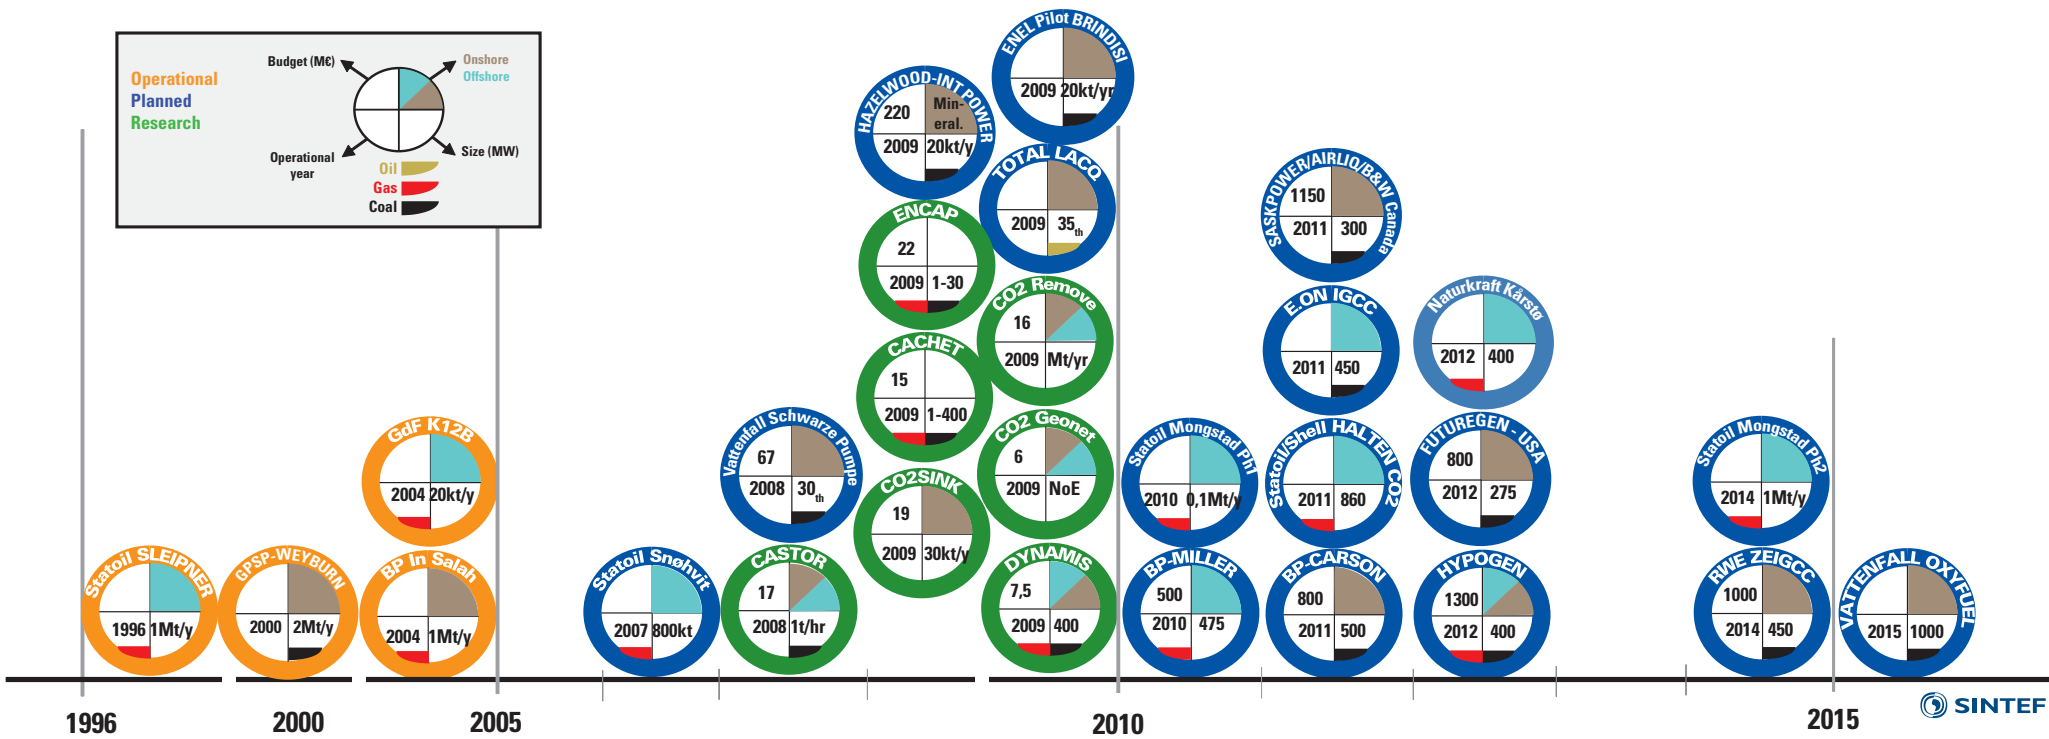 Operational
Planned
Research
Budget (M€)
Onshore
Offshore
Operational
year
Size (MW)
Oil
Gas
Coal
Statoil SLEIPNER
1996 1Mt/y
GPSP-WEYBURN
2000 2Mt/y
GdF K12B
2004 20kt/y
BP In Salah
2004 1Mt/y
Statoil Snøhvit
2007 800kt
Vattenfall Schwarze Pumpe
67
2008 30th
CASTOR
17
2008 1t/hr
HAZELWOOD-INT POWER
220 Min-
eral.
2009 20kt/y
ENCAP
22
2009 1-30
CACHET
15
2009 1-400
CO2SINK
19
2009 30kt/y
ENEL Pilot BRINDISI
2009 20kt/yr
TOTAL LACQ
2009 35th
CO2 Remove
16
2009 Mt/yr
CO2 Geonet
6
2009 NoE
DYNAMIS
7,5
2009 400
Statoil Mongstad Ph1
2010 0,1Mt/y
BP-MILLER
500
2010 475
SASKPOWER/AIRLIQ/B&W Canada
1150
2011 300
E.ON IGCC
2011 450
Statoil/Shell HALTEN CO2
2011 860
BP-CARSON
800
2011 500
Naturkraft Kårstø
2012 400
FUTUREGEN - USA
800
2012 275
HYPOGEN
1300
2012 400
Statoil Mongstad Ph2
2014 1Mt/y
RWE ZEIGCC
1000
2014 450
VATTENFALL OXYFUEL
2015 1000
1996 2000 2005 2010 2015
SINTEF